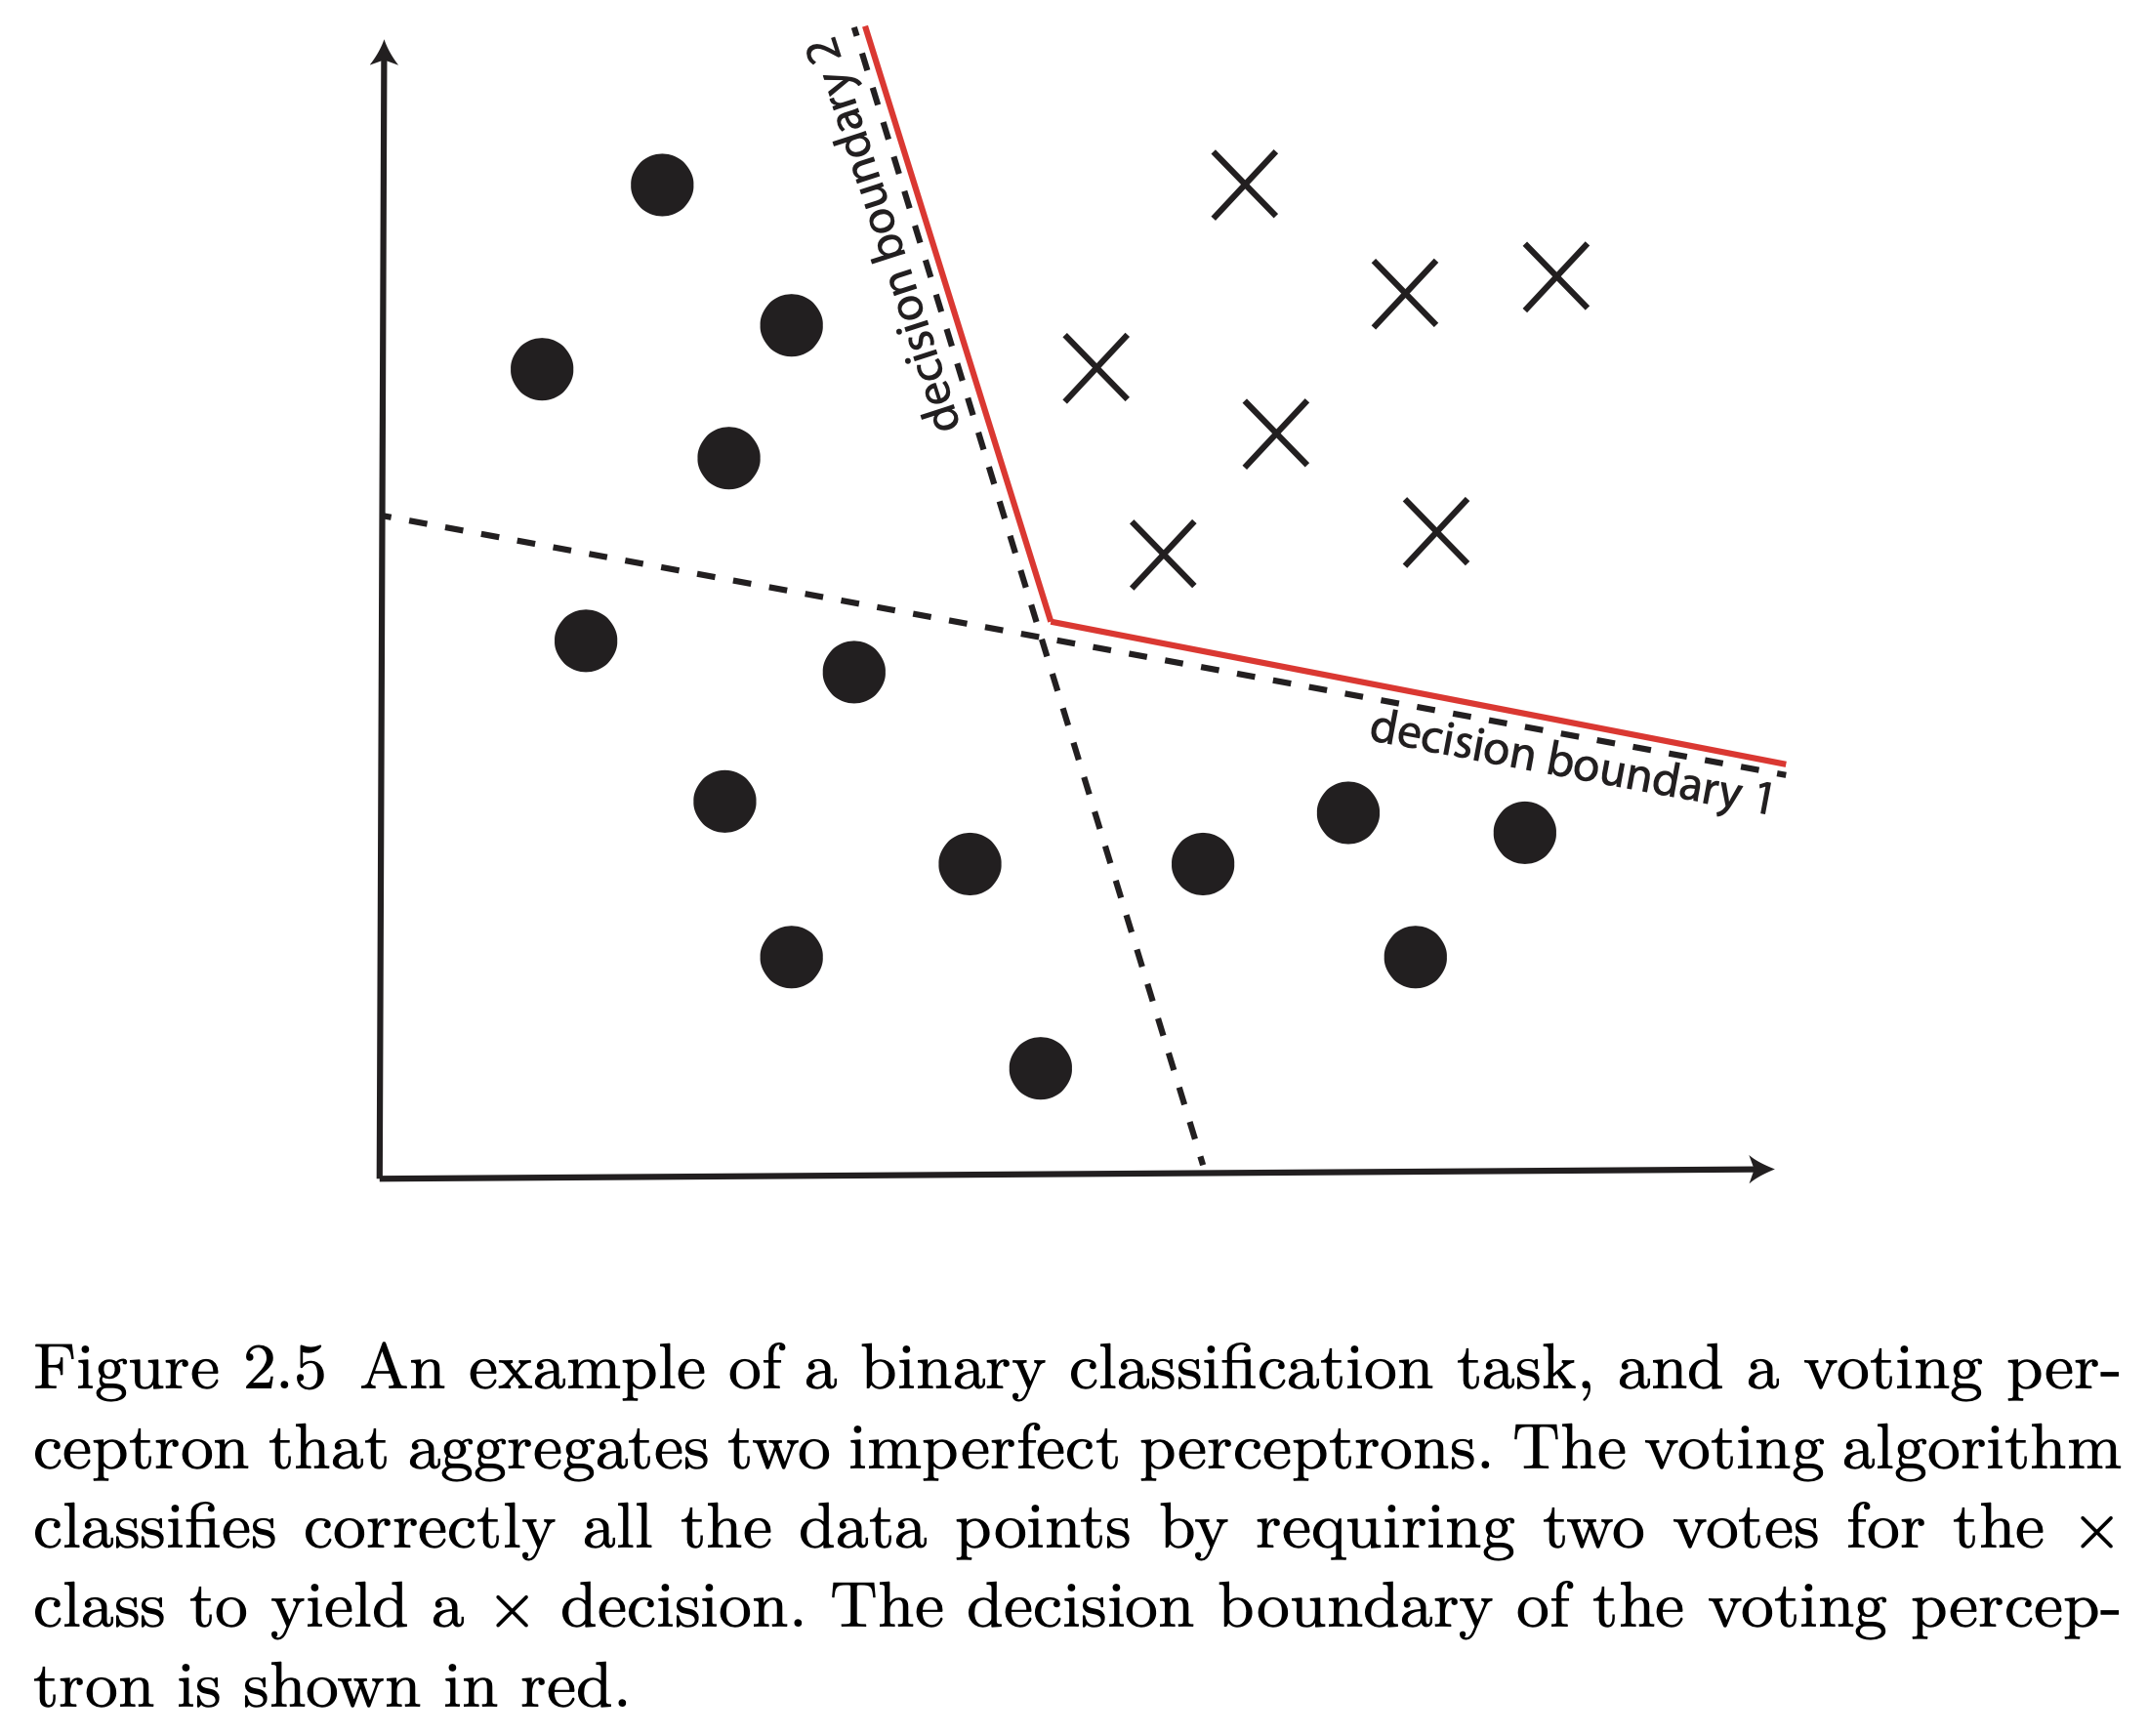 decision boundary 2
decision boundary 1
Figure 2.5 An example of a binary classification task, and a voting per-
ceptron that aggregates two imperfect perceptrons. The voting algorithm
classifies correctly all the data points by requiring two votes for the ×
class to yield a × decision. The decision boundary of the voting percep-
tron is shown in red.